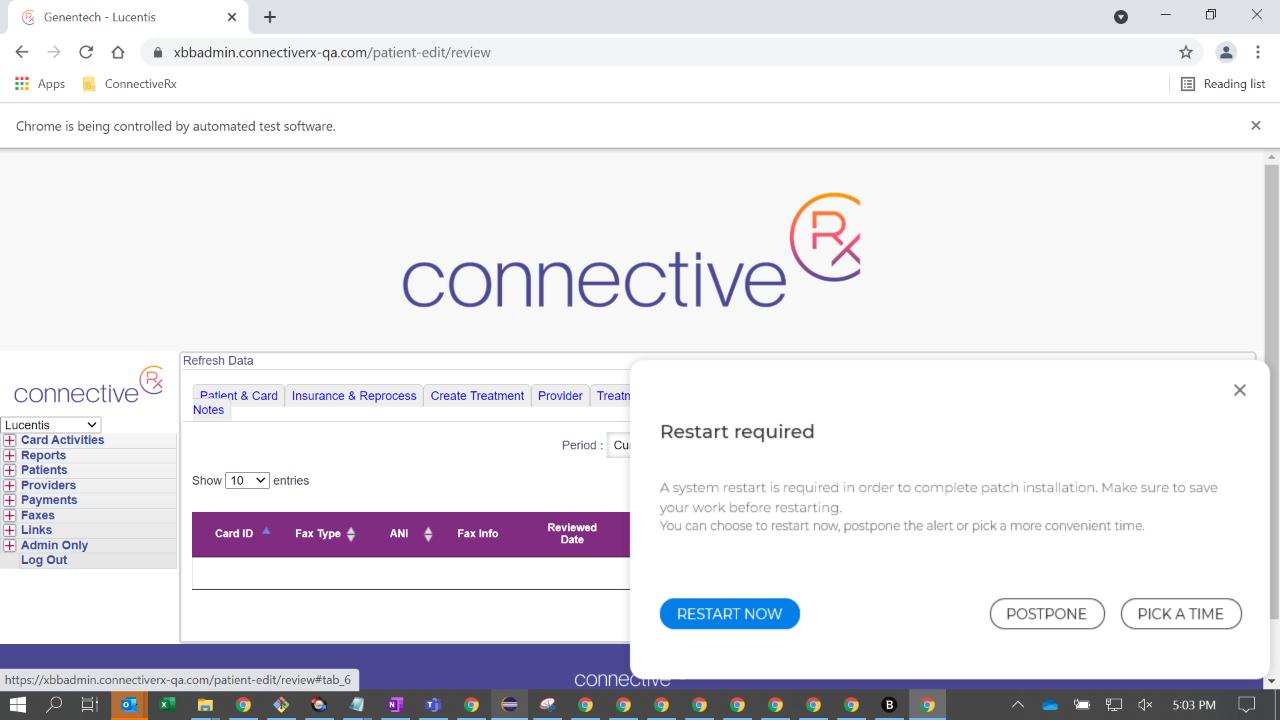 Genentech - Lucentis
xbbadmin.connectiverx-qa.com/patient-edit/review
Apps ConnectiveRx Reading list
Chrome is being controlled by automated test software.
connective Rx
connective Rx
Refresh Data
Patient & Card Insurance & Reprocess Create Treatment Provider
Notes
Lucentis
Card Activities
Reports
Patients
Providers
Payments
Faxes
Links
Admin Only
Log Out
Period :
Show 10 entries
Card ID Fax Type ANI Fax Info Reviewed
Date
Restart required
A system restart is required in order to complete patch installation. Make sure to save
your work before restarting.
You can choose to restart now, postpone the alert or pick a more convenient time.
RESTART NOW POSTPONE PICK A TIME
https://xbbadmin.connectiverx-qa.com/patient-edit/review#tab_6
5:03 PM